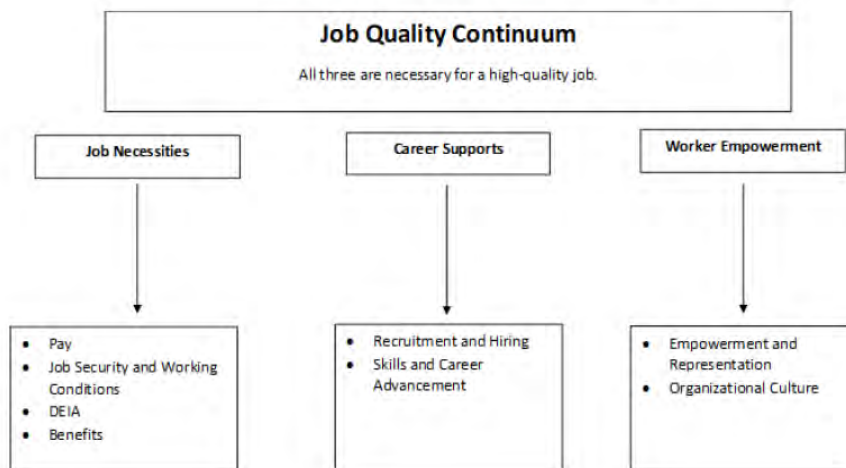 Job Quality Continuum
All three are necessary for a high-quality job.
Job Necessities
Career Supports
Worker Empowerment
• Pay
• Job Security and Working
Conditions
• DEIA
• Benefits
• Recruitment and Hiring
• Skills and Career
Advancement
• Empowerment and
Representation
• Organizational Culture